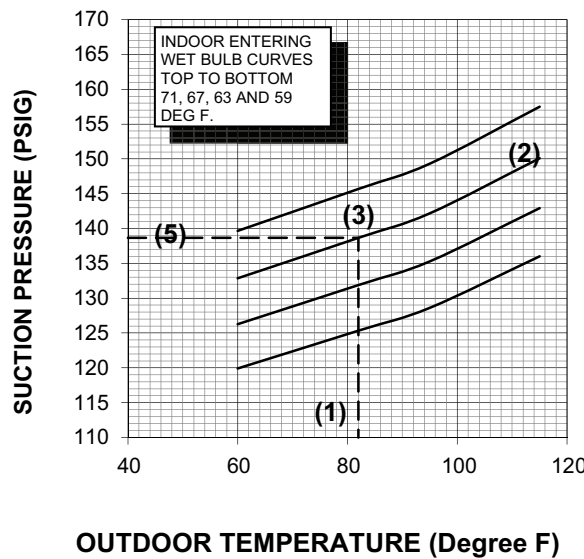 170
165
160
155
150
145
140
135
130
125
120
115
110
SUCTION PRESSURE (PSIG)
INDOOR ENTERING
WET BULB CURVES
TOP TO BOTTOM
71, 67, 63 AND 59
DEG F.
(2)
(3)
(5)
(1)
40 60 80 100 120
OUTDOOR TEMPERATURE (Degree F)